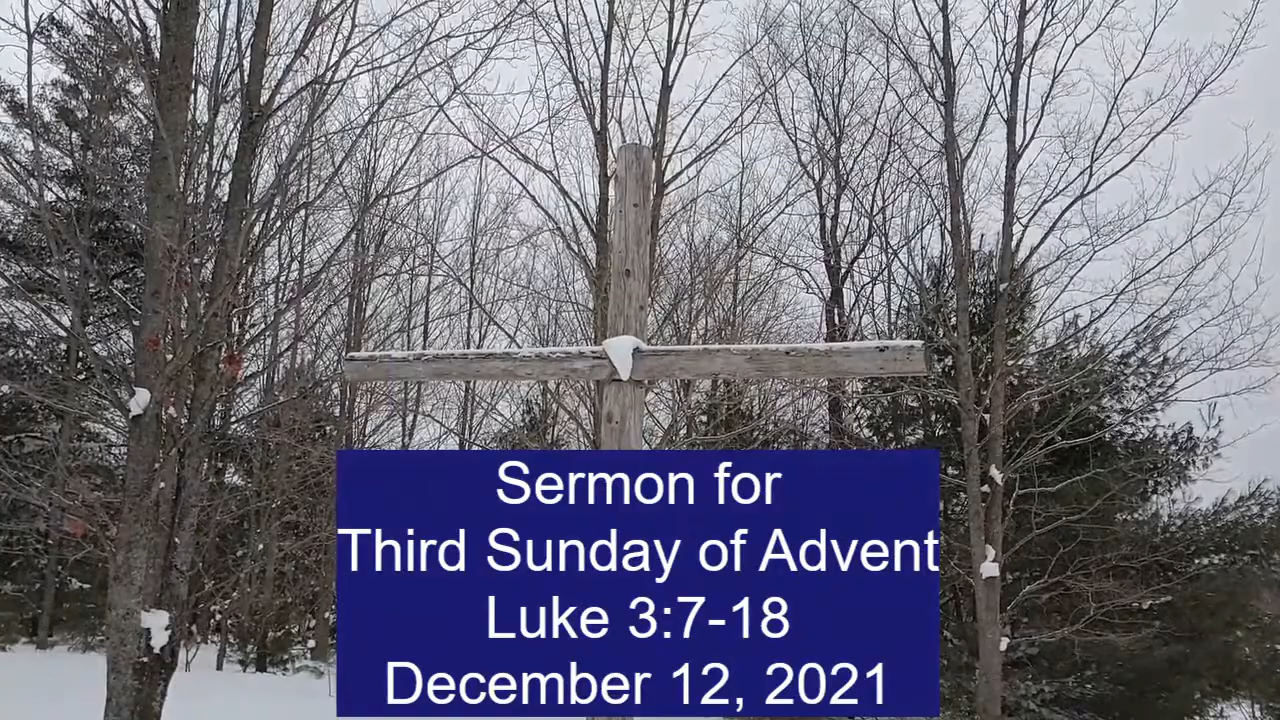 Sermon for
Third Sunday of Advent
Luke 3:7-18
December 12, 2021